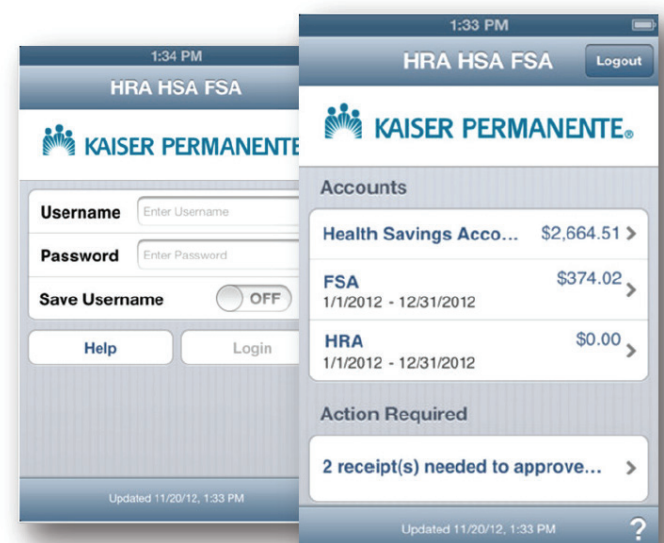 1:34 PM
HRA HSA FSA
KAISER PERMANENTE
Username Enter Username
Password Enter Password
Save Username OFF
Help Login
Updated 11/20/12, 1:33 PM
1:33 PM
HRA HSA FSA Logout
KAISER PERMANENTE®
Accounts
Health Savings Acco... $2,664.51 >
FSA $374.02 >
1/1/2012 - 12/31/2012
HRA $0.00 >
1/1/2012 - 12/31/2012
Action Required
2 receipt(s) needed to approve... >
Updated 11/20/12, 1:33 PM ?